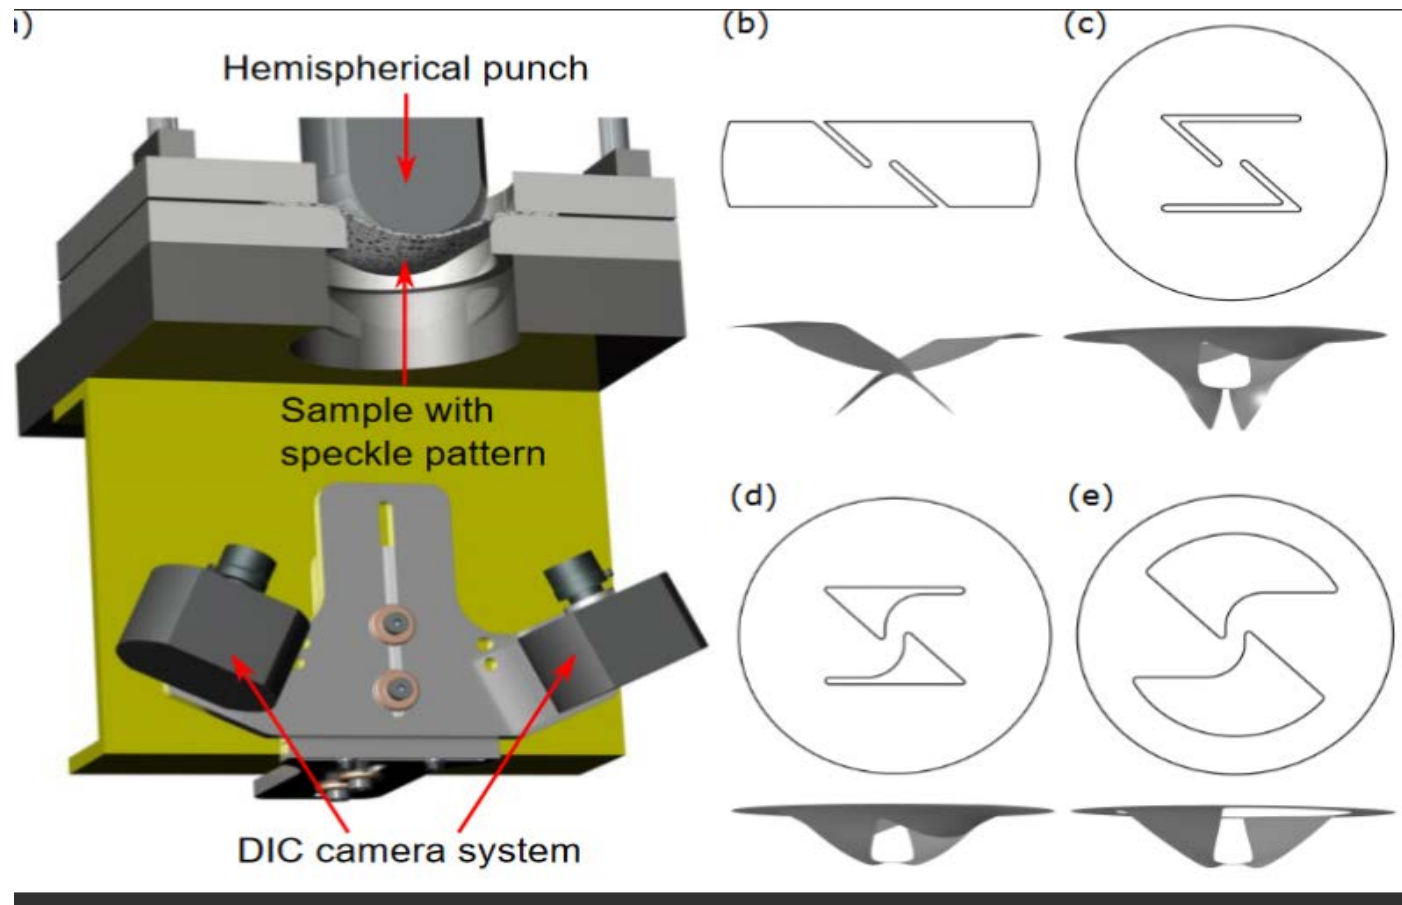 )
Hemispherical punch
Sample with
speckle pattern
DIC camera system
(b)
(c)
(d)
(e)